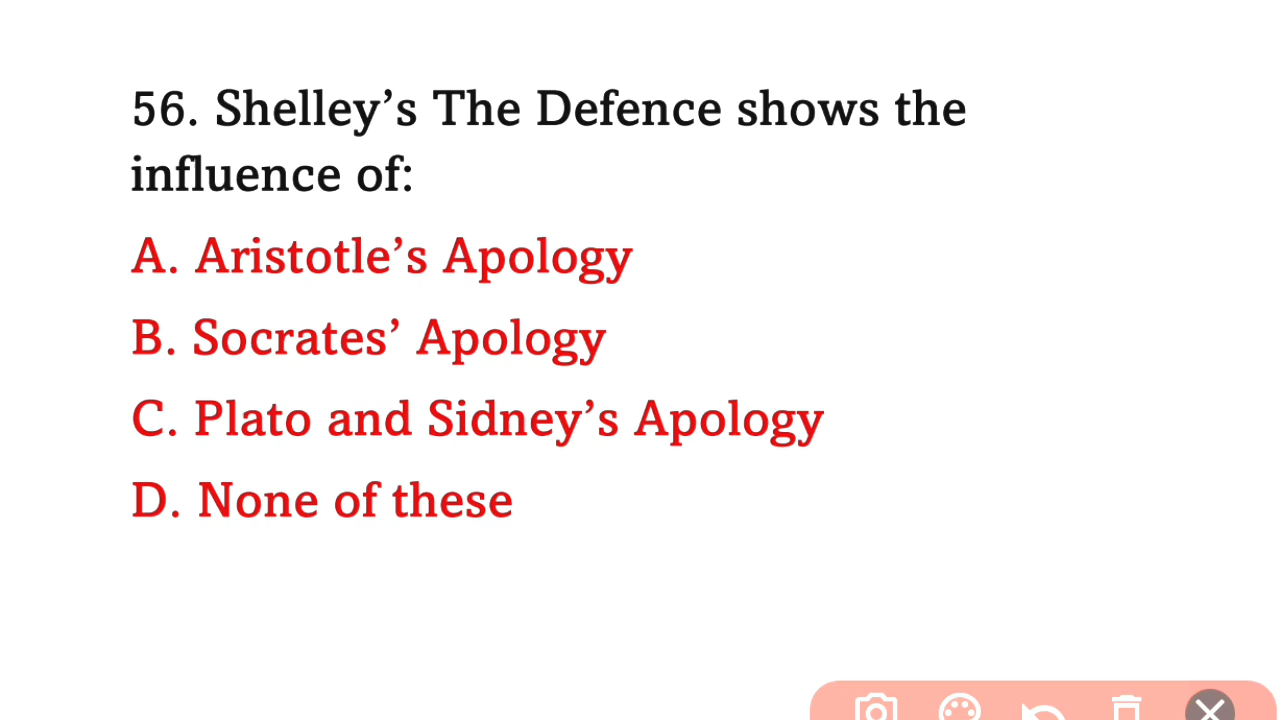 56. Shelley’s The Defence shows the
influence of:
A. Aristotle’s Apology
B. Socrates’ Apology
C. Plato and Sidney’s Apology
D. None of these